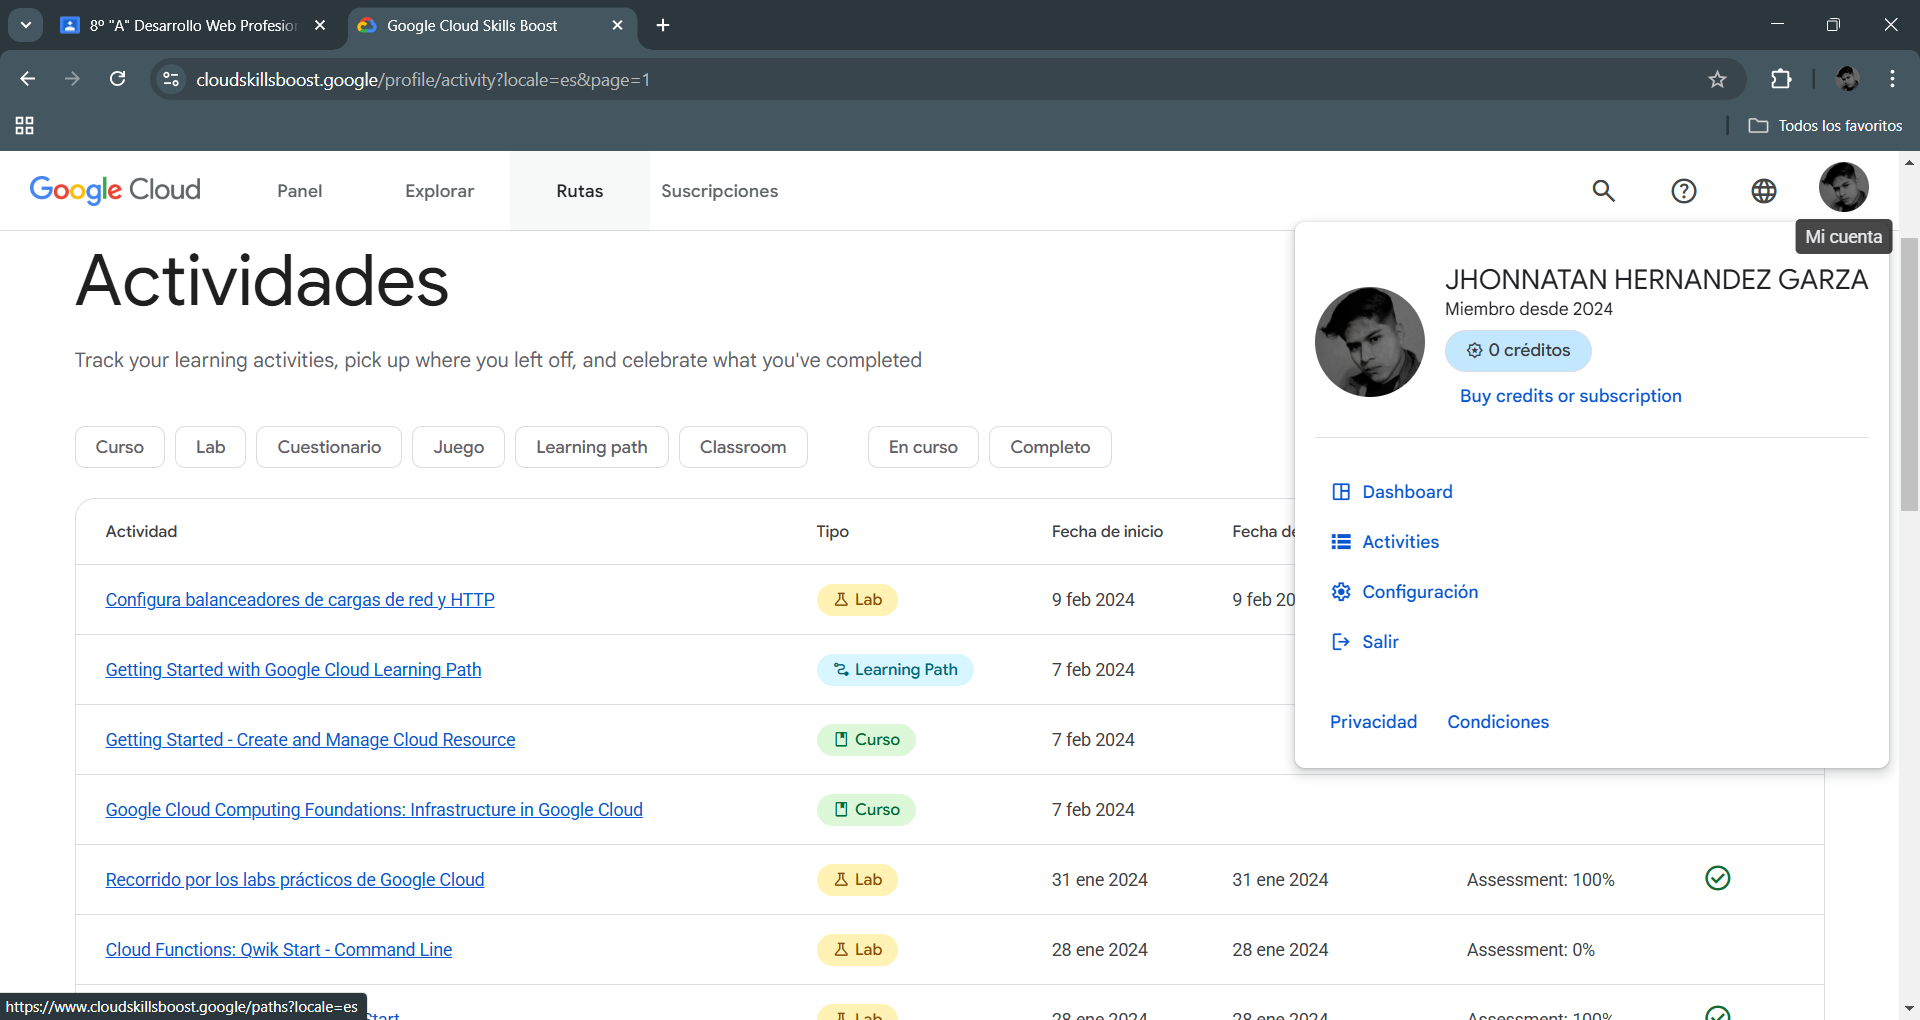 8º "A" Desarrollo Web Profesion
Google Cloud Skills Boost
cloudskillsboost.google/profile/activity?locale=es&page=1
Todos los favoritos
Google Cloud
Panel
Explorar
Rutas
Suscripciones
Mi cuenta
Actividades
Track your learning activities, pick up where you left off, and celebrate what you've completed
JHONNATAN HERNANDEZ GARZA
Miembro desde 2024
0 créditos
Buy credits or subscription
Dashboard
Activities
Configuración
Salir
Privacidad Condiciones
Curso Lab Cuestionario Juego Learning path Classroom En curso Completo
Actividad Tipo Fecha de inicio Fecha de
Configura balanceadores de cargas de red y HTTP Lab 9 feb 2024 9 feb 20
Getting Started with Google Cloud Learning Path Learning Path 7 feb 2024
Getting Started - Create and Manage Cloud Resource Curso 7 feb 2024
Google Cloud Computing Foundations: Infrastructure in Google Cloud Curso 7 feb 2024
Recorrido por los labs prácticos de Google Cloud Lab 31 ene 2024 31 ene 2024 Assessment: 100%
Cloud Functions: Qwik Start - Command Line Lab 28 ene 2024 28 ene 2024 Assessment: 0%
Start Lab 28 ene 2024 28 ene 2024 Assessment: 100%
https://www.cloudskillsboost.google/paths?locale=es